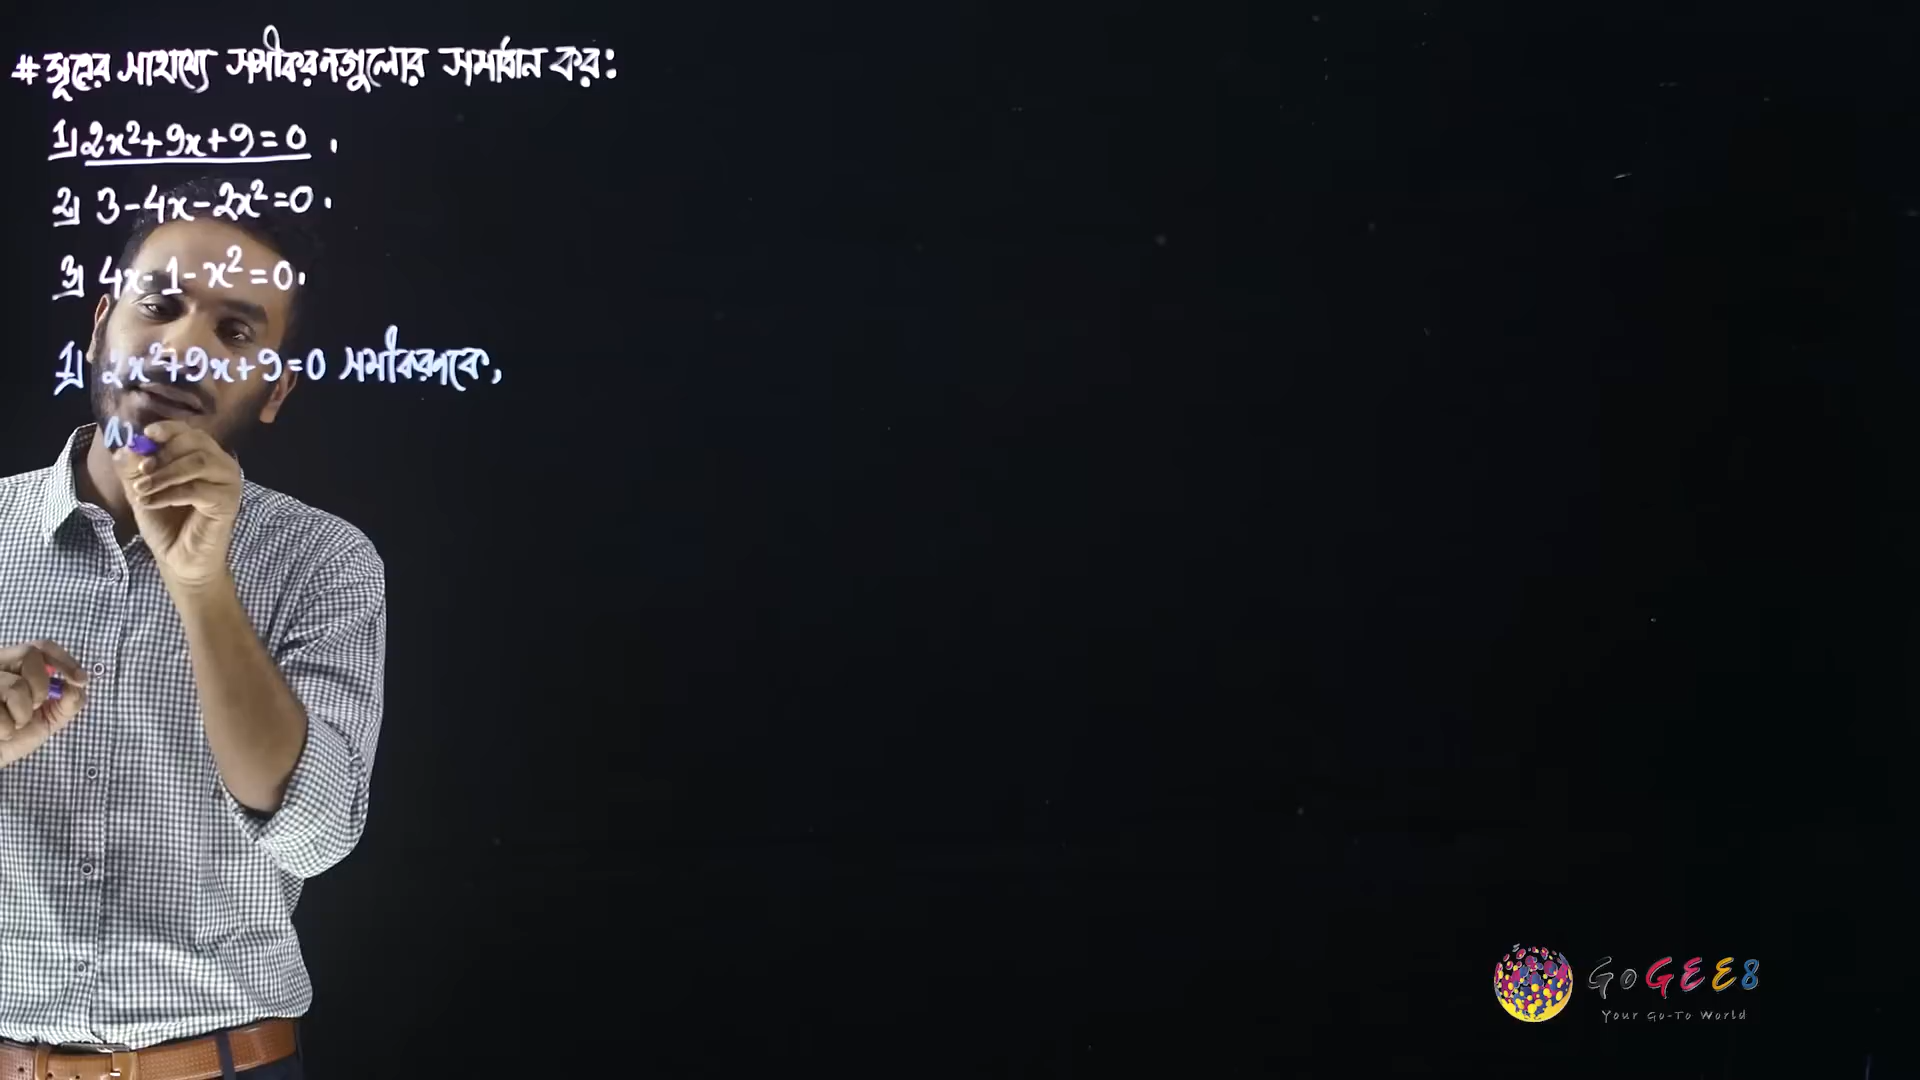 # সূত্রের সাহায্যে সমীকরনগুলোর সমাধান কর:
1) 2x²+9x+9=0 .
2) 3-4x-2x²=0.
3) 4x-1-x²=0.
1) 2x²+9x+9=0 সমীকরণকে,
a
GoGEE8
Your Go-To World